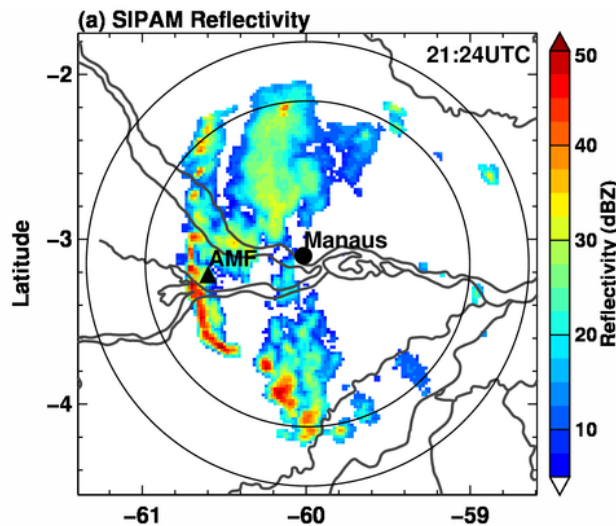 (a) SIPAM Reflectivity
21:24UTC
50
40
30
20
10
Reflectivity (dBZ)
Latitude
−2
−3
−4
Manaus
AMF
−61
−60
−59